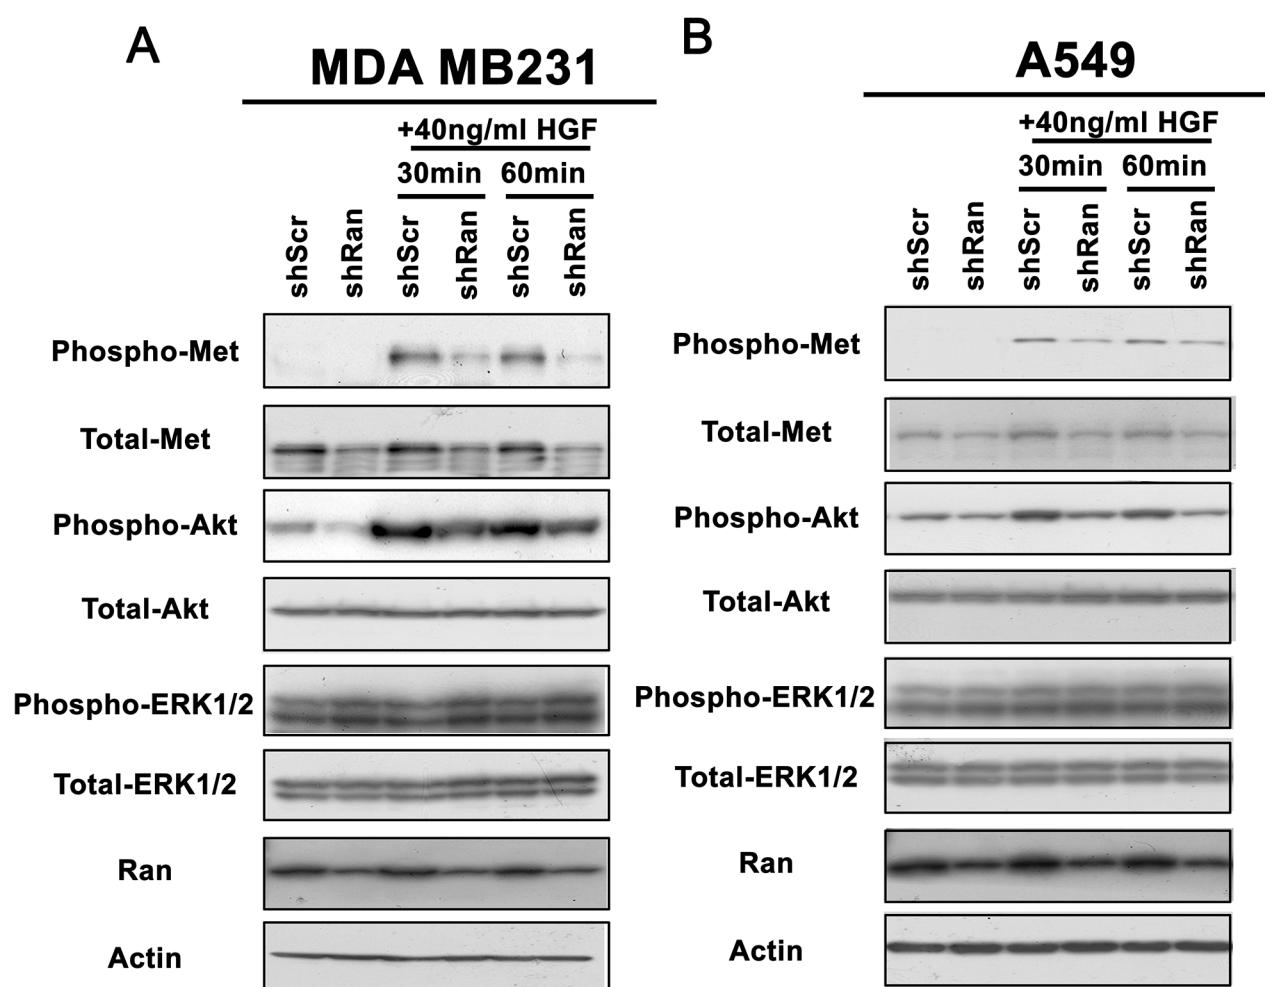 A
MDA MB231
+40ng/ml HGF
30min 60min
shScr shRan shScr shRan shScr shRan
Phospho-Met
Total-Met
Phospho-Akt
Total-Akt
Phospho-ERK1/2
Total-ERK1/2
Ran
Actin
B
A549
+40ng/ml HGF
30min 60min
shScr shRan shScr shRan shScr shRan
Phospho-Met
Total-Met
Phospho-Akt
Total-Akt
Phospho-ERK1/2
Total-ERK1/2
Ran
Actin